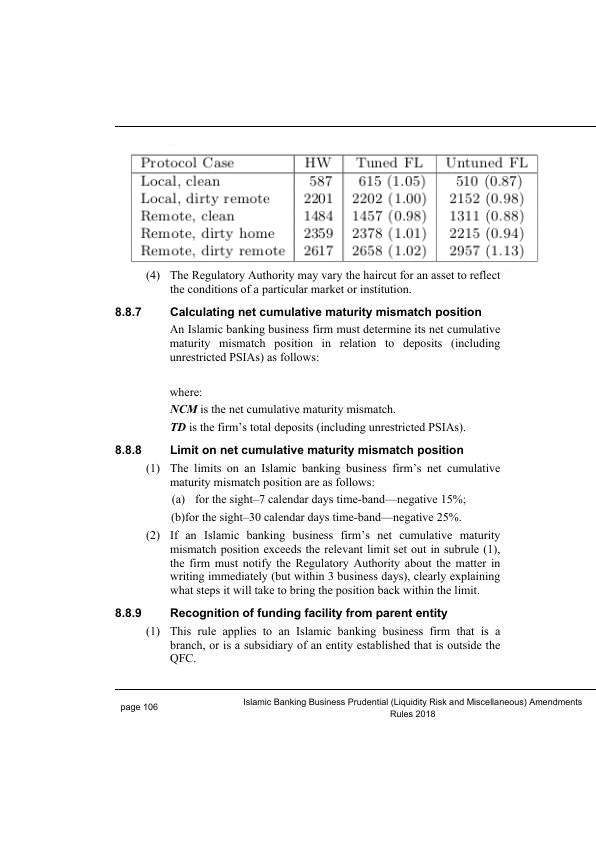 Protocol Case HW Tuned FL Untuned FL
Local, clean 587 615 (1.05) 510 (0.87)
Local, dirty remote 2201 2202 (1.00) 2152 (0.98)
Remote, clean 1484 1457 (0.98) 1311 (0.88)
Remote, dirty home 2359 2378 (1.01) 2215 (0.94)
Remote, dirty remote 2617 2658 (1.02) 2957 (1.13)
(4) The Regulatory Authority may vary the haircut for an asset to reflect
the conditions of a particular market or institution.
8.8.7 Calculating net cumulative maturity mismatch position
An Islamic banking business firm must determine its net cumulative
maturity mismatch position in relation to deposits (including
unrestricted PSIAs) as follows:
where:
NCM is the net cumulative maturity mismatch.
TD is the firm’s total deposits (including unrestricted PSIAs).
8.8.8 Limit on net cumulative maturity mismatch position
(1) The limits on an Islamic banking business firm’s net cumulative
maturity mismatch position are as follows:
(a) for the sight–7 calendar days time-band—negative 15%;
(b)for the sight–30 calendar days time-band—negative 25%.
(2) If an Islamic banking business firm’s net cumulative maturity
mismatch position exceeds the relevant limit set out in subrule (1),
the firm must notify the Regulatory Authority about the matter in
writing immediately (but within 3 business days), clearly explaining
what steps it will take to bring the position back within the limit.
8.8.9 Recognition of funding facility from parent entity
(1) This rule applies to an Islamic banking business firm that is a
branch, or is a subsidiary of an entity established that is outside the
QFC.
page 106
Islamic Banking Business Prudential (Liquidity Risk and Miscellaneous) Amendments
Rules 2018